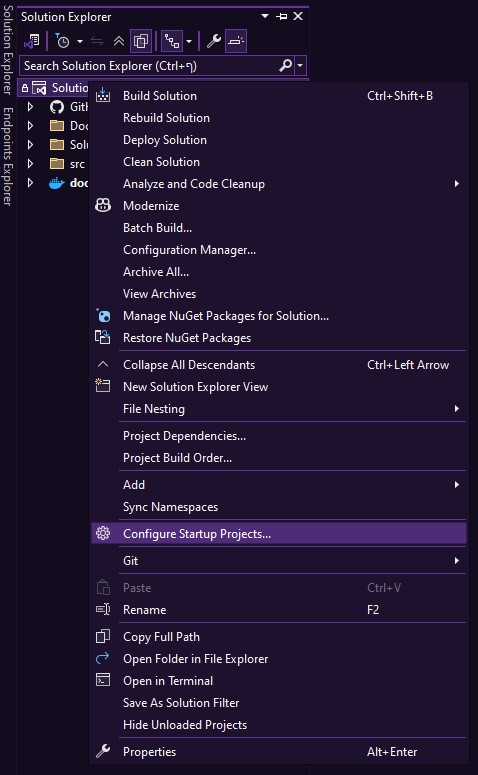 Solution Explorer
Search Solution Explorer (Ctrl+ף)
Solution Explorer
Endpoints Explorer
Solutio
Gitl
Doc
Solu
src
doc
Build Solution Ctrl+Shift+B
Rebuild Solution
Deploy Solution
Clean Solution
Analyze and Code Cleanup
Modernize
Batch Build...
Configuration Manager...
Archive All...
View Archives
Manage NuGet Packages for Solution...
Restore NuGet Packages
Collapse All Descendants Ctrl+Left Arrow
New Solution Explorer View
File Nesting
Project Dependencies...
Project Build Order...
Add
Sync Namespaces
Configure Startup Projects...
Git
Paste Ctrl+V
Rename F2
Copy Full Path
Open Folder in File Explorer
Open in Terminal
Save As Solution Filter
Hide Unloaded Projects
Properties Alt+Enter